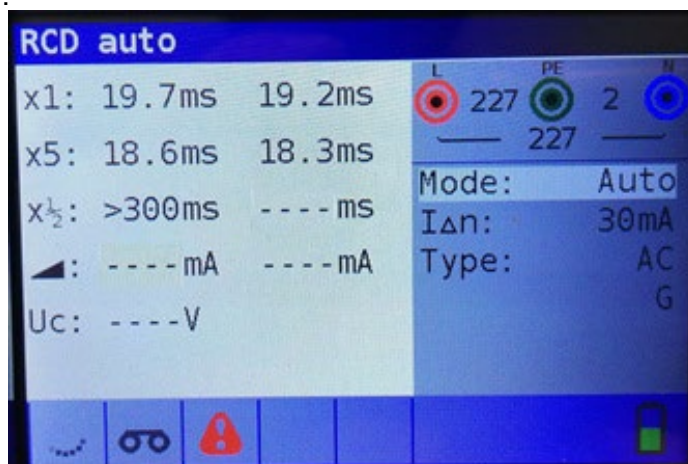 RCD auto
x1: 19.7ms 19.2ms
x5: 18.6ms 18.3ms
x½: >300ms ----ms
: ----mA ----mA
Uc: ----V
L PE N
227 2
227
Mode: Auto
I∆n: 30mA
Type: AC
G